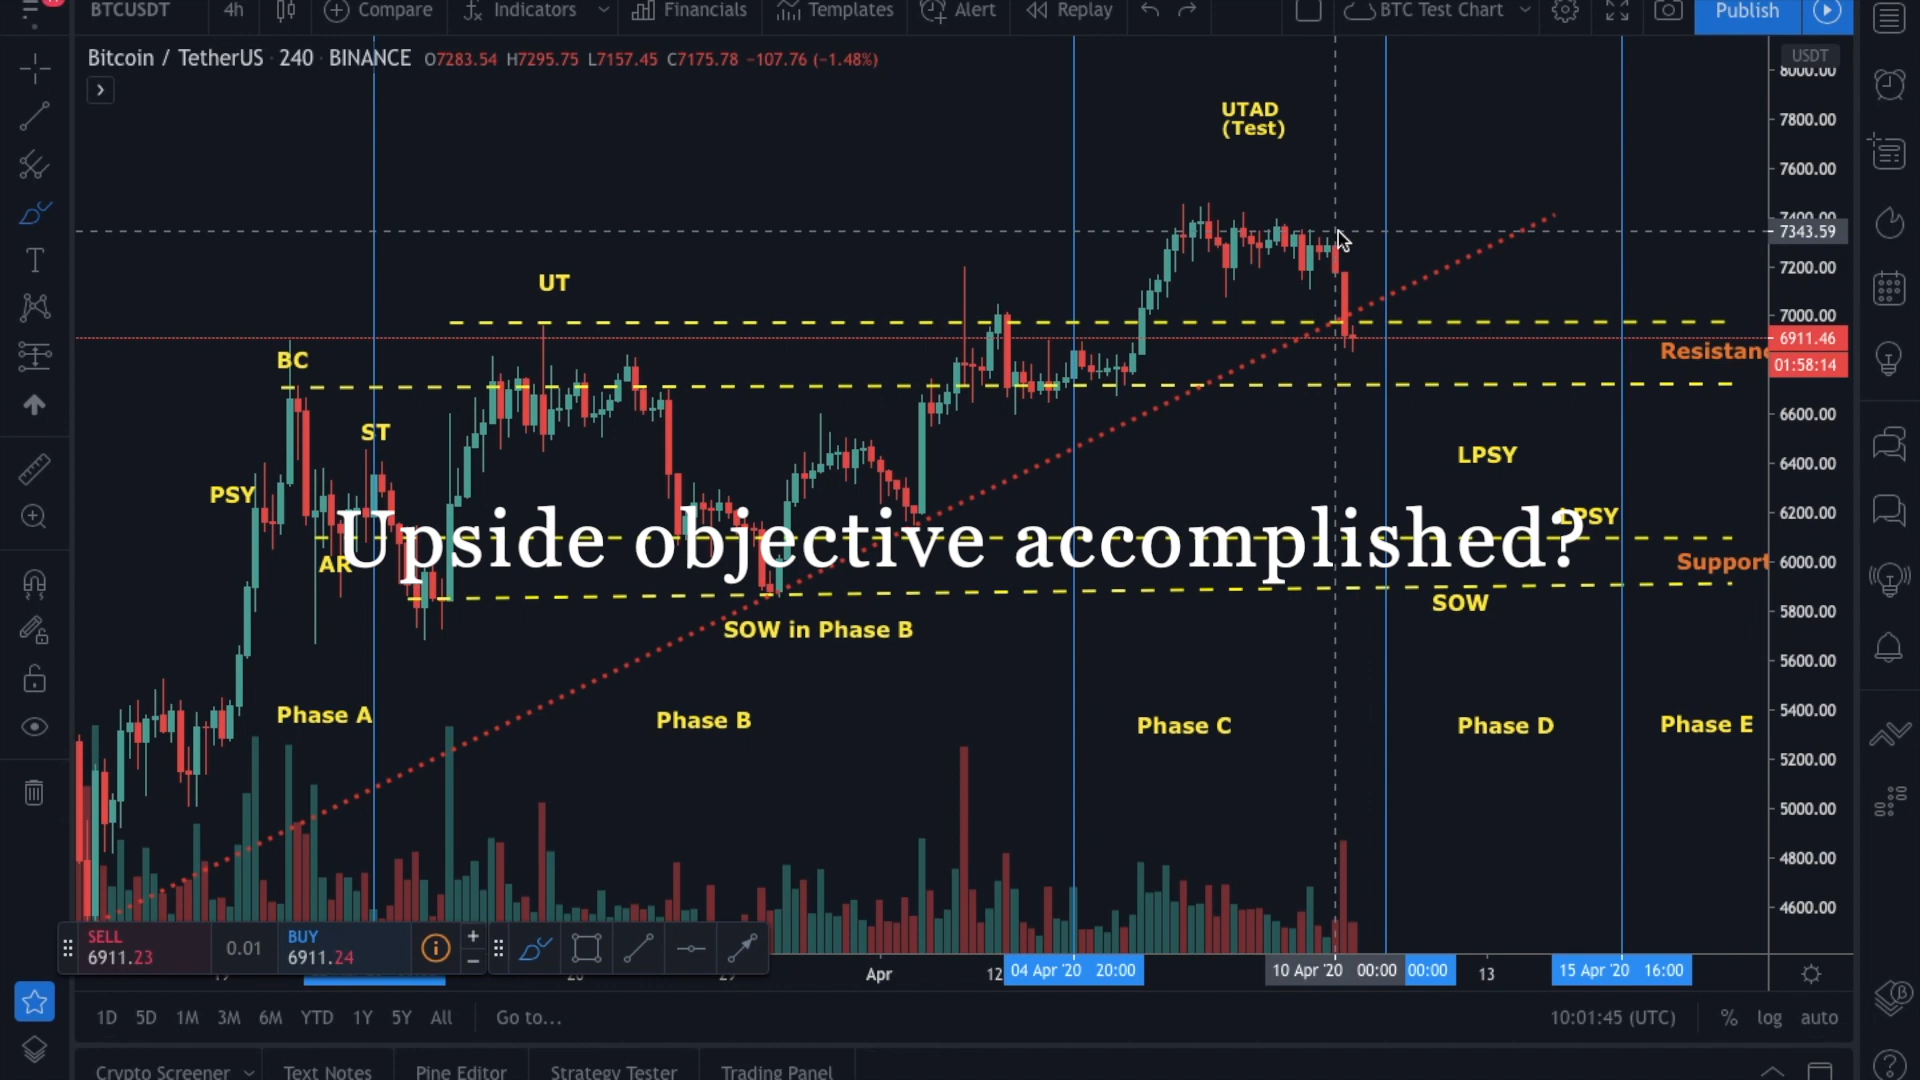 BTCUSDT 4h Compare Indicators Financials Templates Alert Replay BTC Test Chart Publish
Bitcoin / TetherUS · 240 · BINANCE O7283.54 H7295.75 L7157.45 C7175.78 −107.76 (−1.48%)
USDT
8000.00
UTAD
(Test)
7800.00
7600.00
7400.00
7343.59
7200.00
UT
7000.00
6911.46
Resistanc
BC
01:58:14
6600.00
ST
LPSY
6400.00
PSY
6200.00
LPSY
Upside objective accomplished?
AR
6000.00
Support
SOW
5800.00
SOW in Phase B
5600.00
Phase A
Phase B
Phase C
Phase D
Phase E
5400.00
5200.00
5000.00
4800.00
4600.00
SELL
6911.23
0.01
BUY
6911.24
Apr
12
04 Apr '20 20:00
10 Apr '20 00:00
00:00
13
15 Apr '20 16:00
1D 5D 1M 3M 6M YTD 1Y 5Y All Go to...
10:01:45 (UTC) % log auto
Crypto Screener Text Notes Pine Editor Strategy Tester Trading Panel